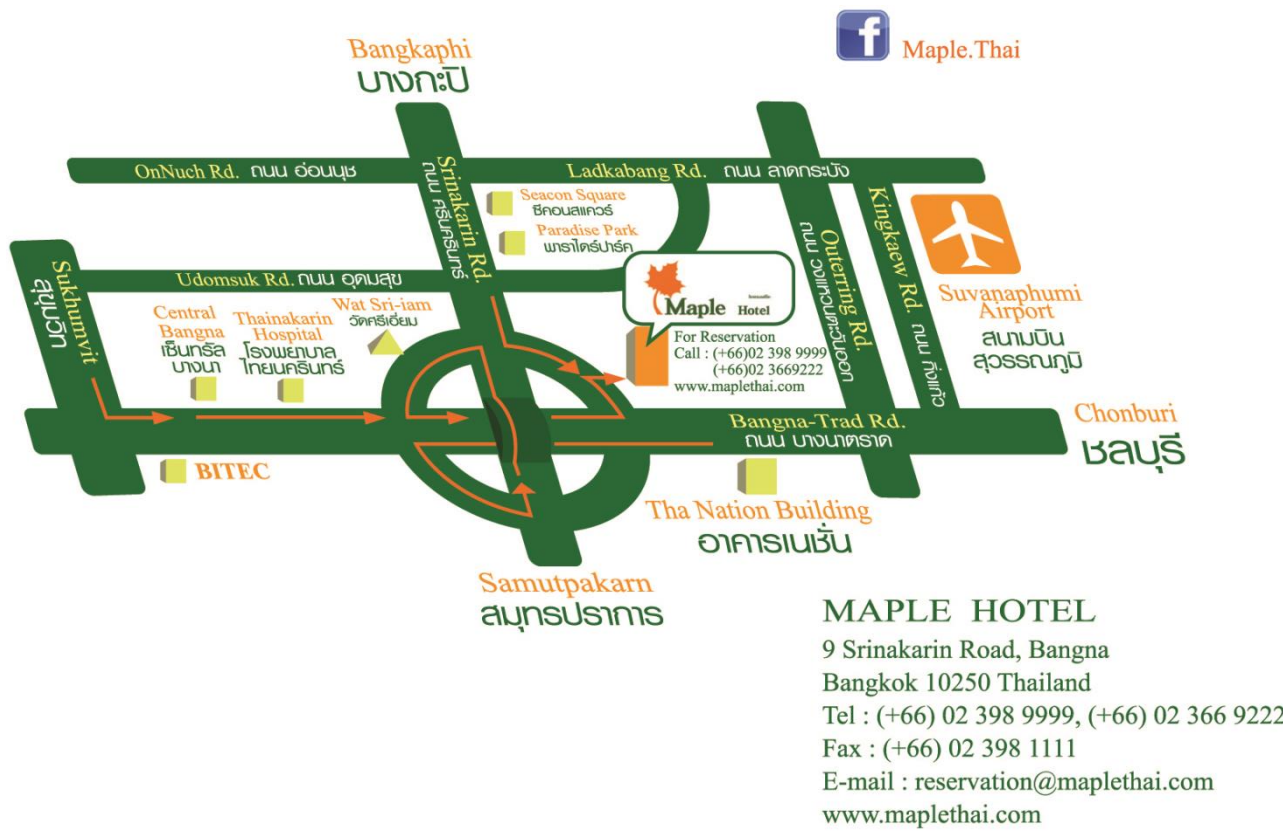 Maple.Thai
Bangkaphi
บางกะปิ
OnNuch Rd. ถนน อ่อนนุช
Ladkabang Rd. ถนน ลาดกระบัง
Srinakarin Rd.
ถนน ศรีนครินทร์
Seacon Square
ซีคอนสแควร์
Paradise Park
พาราไดร์ปาร์ค
Kingkaew Rd. ถนน กิ่งแก้ว
Outerring Rd.
ถนน วงแหวนตะวันออก
Sukhumvit
สุขุมวิท
Udomsuk Rd. ถนน อุดมสุข
Maple Hotel
Suvanaphumi
Airport
สนามบิน
สุวรรณภูมิ
Central
Bangna
เซ็นทรัล
บางนา
Thainakarin
Hospital
โรงพยาบาล
ไทยนครินทร์
Wat Sri-iam
วัดศรีเอี่ยม
For Reservation
Call : (+66)02 398 9999
(+66)02 3669222
www.maplethai.com
Bangna-Trad Rd.
ถนน บางนาตราด
Chonburi
ชลบุรี
BITEC
Tha Nation Building
อาคารเนชั่น
Samutpakarn
สมุทรปราการ
MAPLE HOTEL
9 Srinakarin Road, Bangna
Bangkok 10250 Thailand
Tel : (+66) 02 398 9999, (+66) 02 366 9222
Fax : (+66) 02 398 1111
E-mail : reservation@maplethai.com
www.maplethai.com